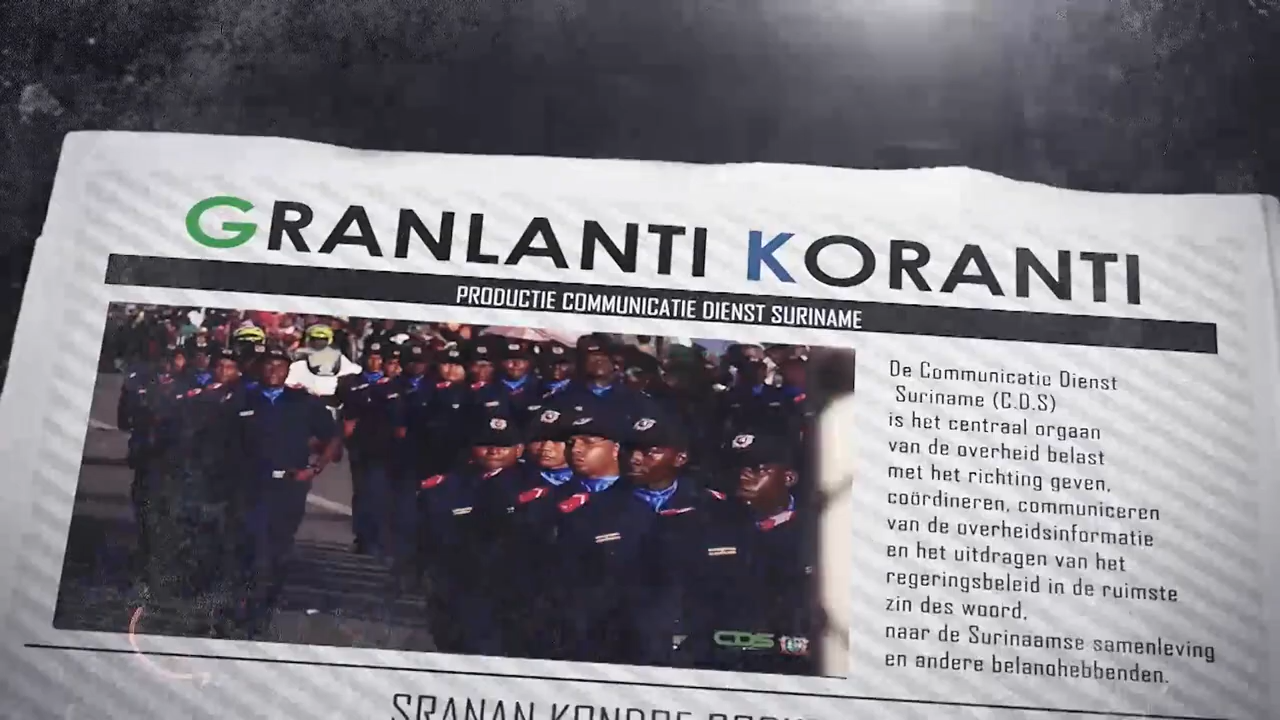 GRANLANTI KORANTI
PRODUCTIE COMMUNICATIE DIENST SURINAME
De Communicatie Dienst
Suriname (C.D.S)
is het centraal orgaan
van de overheid belast
met het richting geven,
coördineren, communiceren
van de overheidsinformatie
en het uitdragen van het
regeringsbeleid in de ruimste
zin des woord,
naar de Surinaamse samenleving
en andere belanghebbenden.
CDS
SRANAN KONDRE